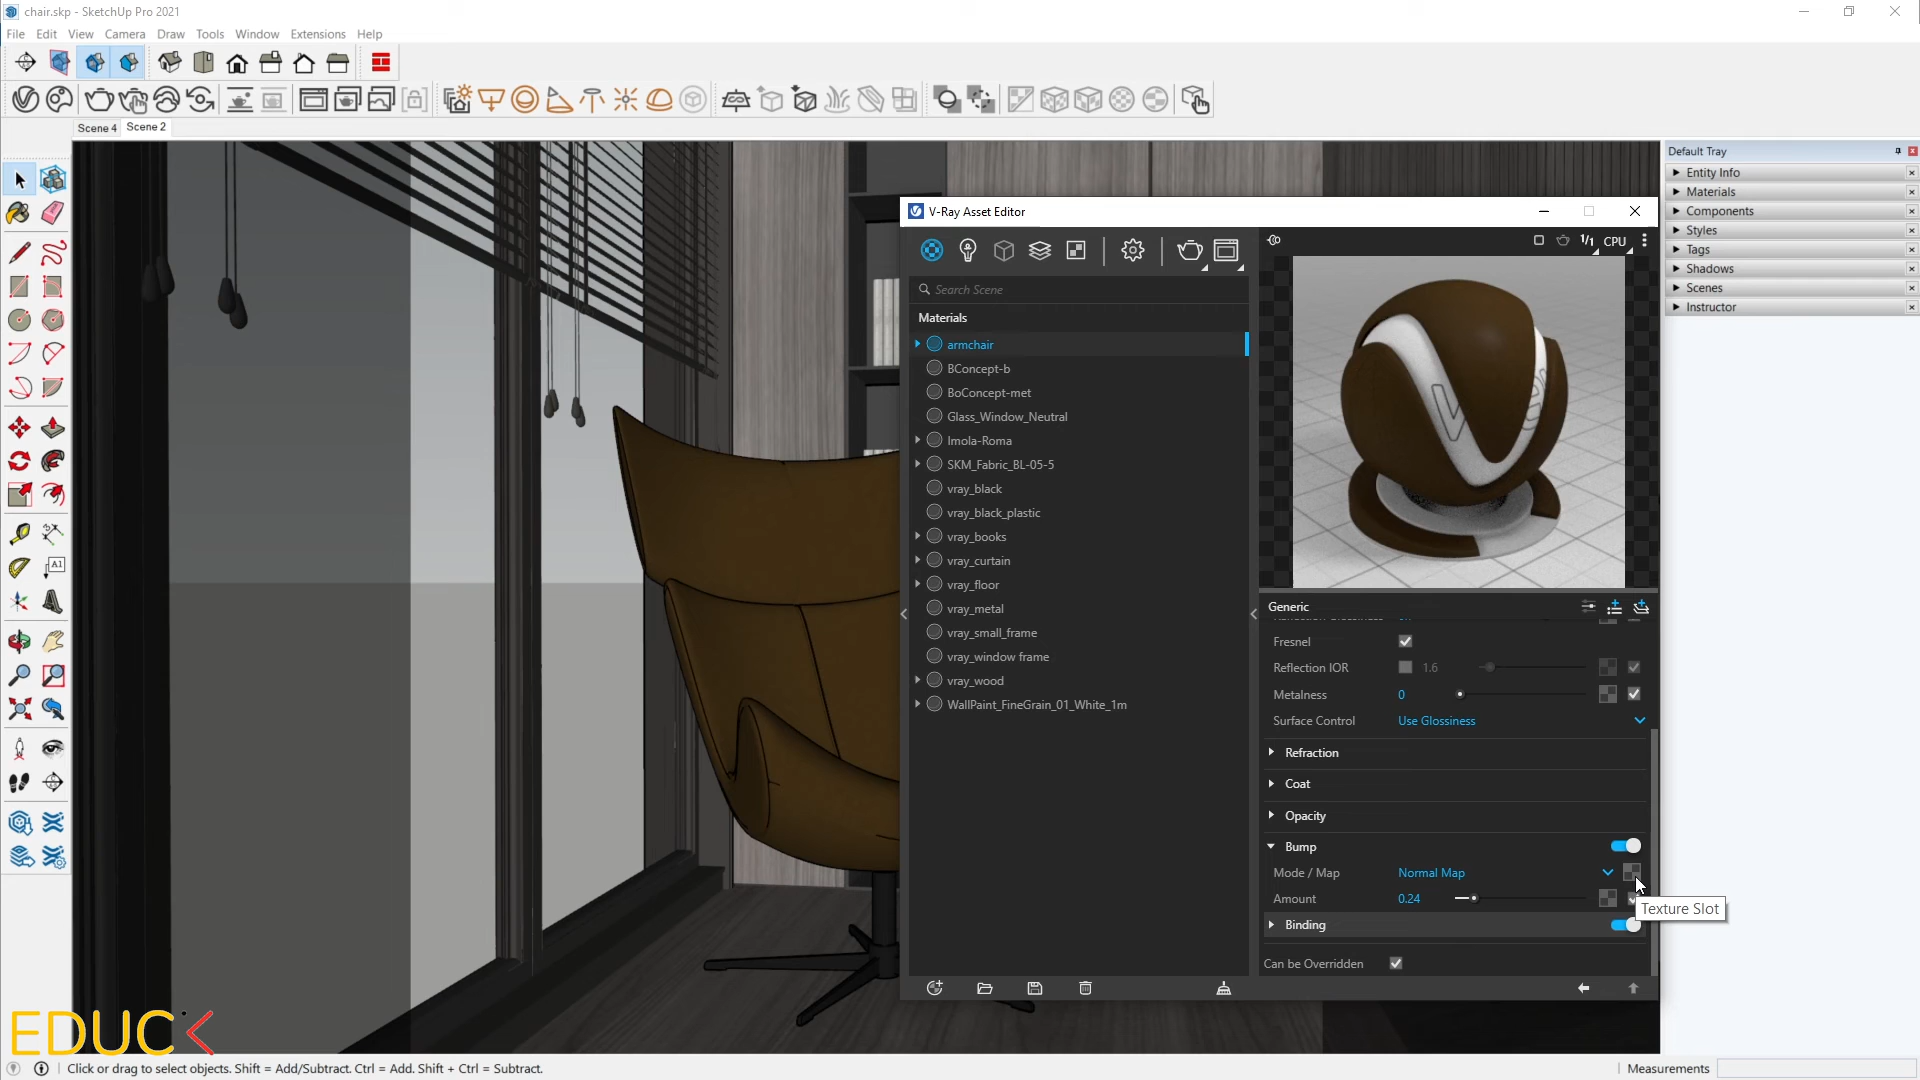 chair.skp - SketchUp Pro 2021
File Edit View Camera Draw Tools Window Extensions Help
Scene 4 Scene 2
Default Tray
Entity Info
Materials
Components
Styles
Tags
Shadows
Scenes
Instructor
V-Ray Asset Editor
1/1 CPU
Search Scene
Materials
armchair
BConcept-b
BoConcept-met
Glass_Window_Neutral
Imola-Roma
SKM_Fabric_BL-05-5
vray_black
vray_black_plastic
vray_books
vray_curtain
vray_floor
vray_metal
vray_small_frame
vray_window frame
vray_wood
WallPaint_FineGrain_01_White_1m
Generic
Fresnel
Reflection IOR 1.6
Metalness 0
Surface Control Use Glossiness
Refraction
Coat
Opacity
Bump
Mode / Map Normal Map
Amount 0.24
Texture Slot
Binding
Can be Overridden
A1
EDUCK
Click or drag to select objects. Shift = Add/Subtract. Ctrl = Add. Shift + Ctrl = Subtract.
Measurements